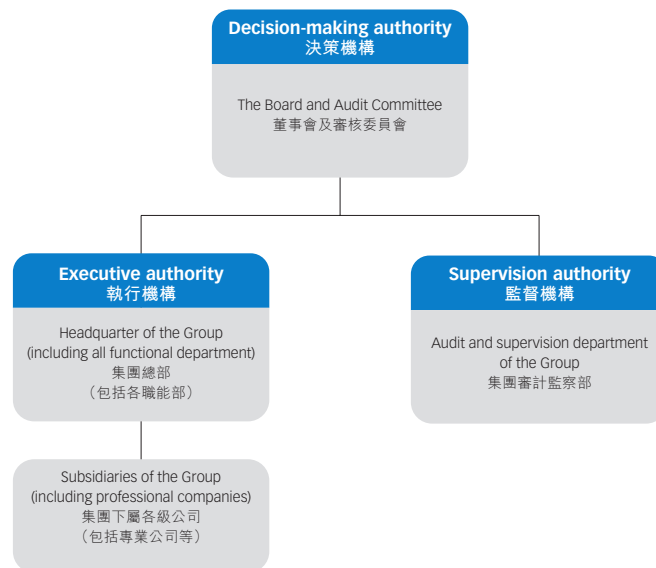 Decision-making authority
決策機構
The Board and Audit Committee
董事會及審核委員會
Executive authority
執行機構
Headquarter of the Group
(including all functional department)
集團總部
（包括各職能部）
Supervision authority
監督機構
Audit and supervision department
of the Group
集團審計監察部
Subsidiaries of the Group
(including professional companies)
集團下屬各級公司
（包括專業公司等）